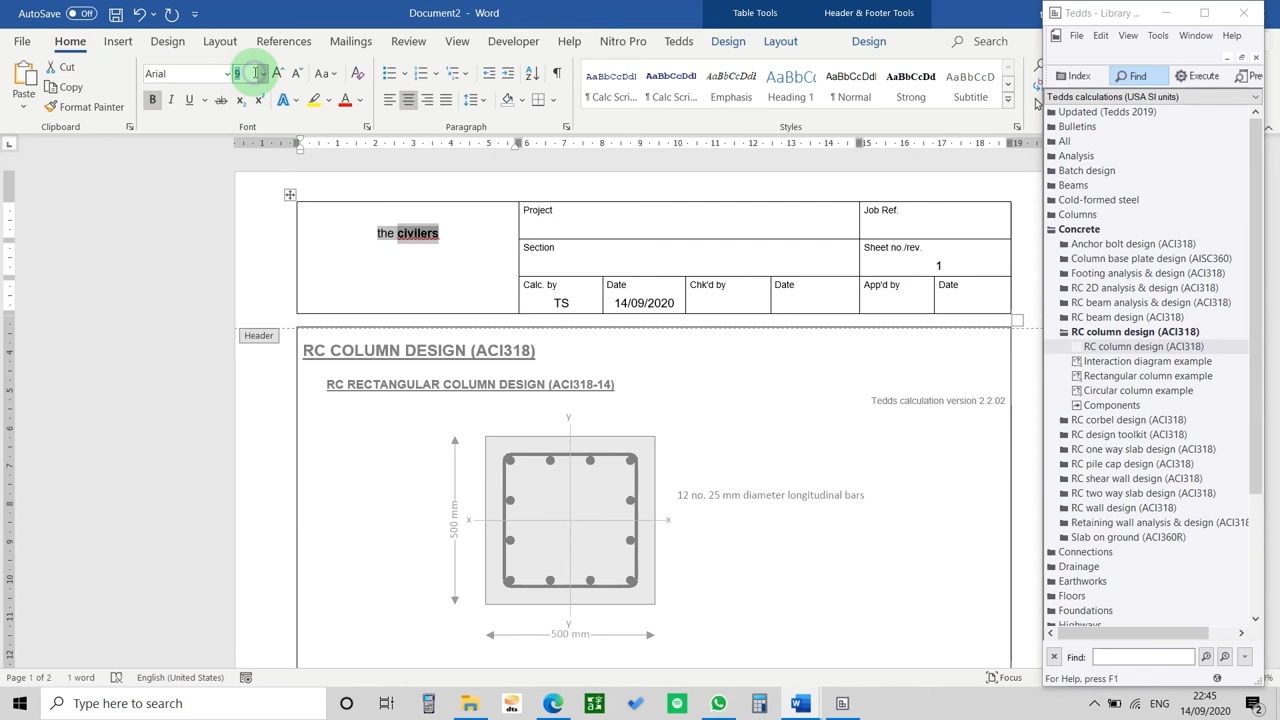 AutoSave Off Document2 - Word Table Tools Header & Footer Tools Tedds - Library ...
File Home Insert Design Layout References Mailings Review View Developer Help Nitro Pro Tedds Design Layout Design Search
File Edit View Tools Window Help
Paste Cut Copy Format Painter Clipboard
Arial 9 Font
Paragraph
AaBbCcDdI AaBbCcDdI AaBbCc AaBbCcDdI AaBbCcDd AaBbCcDd
Caption Emphasis Heading 1 ¶ Normal Strong Subtitle
Styles
Index Find Execute Pre
Tedds calculations (USA SI units)
Updated (Tedds 2019)
Bulletins
All
Analysis
Batch design
Beams
Cold-formed steel
Columns
Concrete
Anchor bolt design (ACI318)
Column base plate design (AISC360)
Footing analysis & design (ACI318)
RC 2D analysis & design (ACI318)
RC beam analysis & design (ACI318)
RC beam design (ACI318)
RC column design (ACI318)
RC column design (ACI318)
Interaction diagram example
Rectangular column example
Circular column example
Components
RC corbel design (ACI318)
RC design toolkit (ACI318)
RC one way slab design (ACI318)
RC pile cap design (ACI318)
RC shear wall design (ACI318)
RC two way slab design (ACI318)
RC wall design (ACI318)
Retaining wall analysis & design (ACI318
Slab on ground (ACI360R)
Connections
Drainage
Earthworks
Floors
Foundations
Highways
Find:
For Help, press F1
the civilers
Project
Job Ref.
Section
Sheet no./rev.
1
Calc. by Date Chk'd by Date App'd by Date
TS 14/09/2020
Header
RC COLUMN DESIGN (ACI318)
RC RECTANGULAR COLUMN DESIGN (ACI318-14)
Tedds calculation version 2.2.02
y
12 no. 25 mm diameter longitudinal bars
500 mm
x x
y
500 mm
Page 1 of 2 1 word English (United States) Focus
Type here to search
ENG
22:45
14/09/2020
2